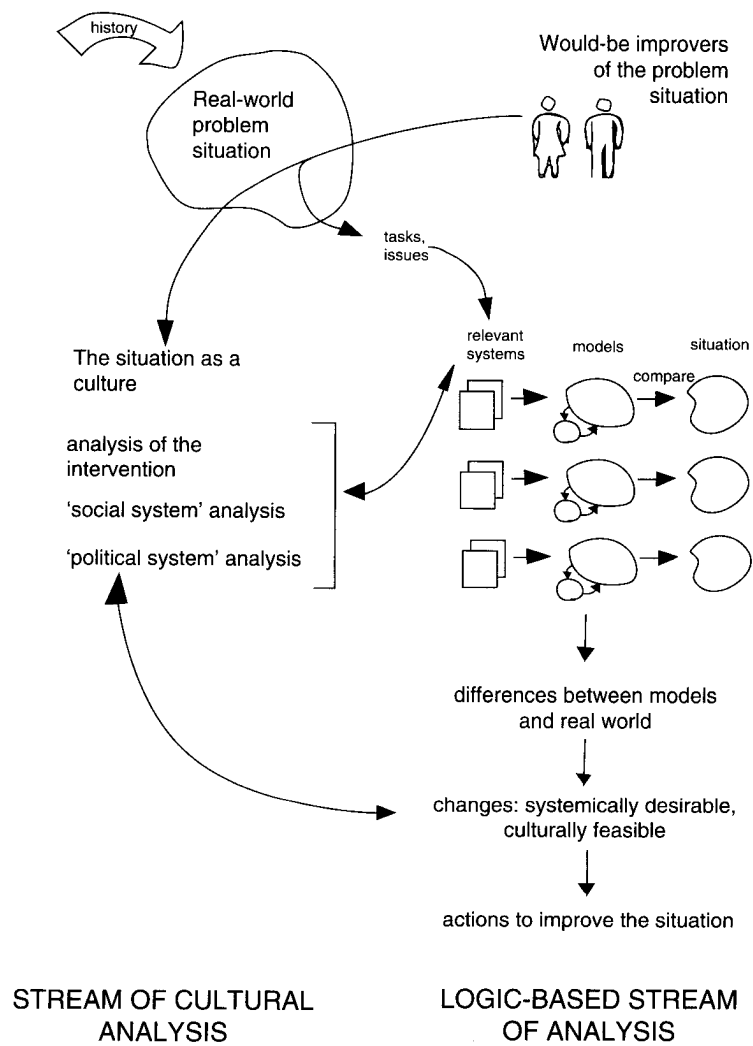 history
Would-be improvers
of the problem
situation
Real-world
problem
situation
tasks,
issues
relevant
systems
models
situation
compare
The situation as a
culture
analysis of the
intervention
'social system' analysis
'political system' analysis
differences between models
and real world
changes: systemically desirable,
culturally feasible
actions to improve the situation
STREAM OF CULTURAL
ANALYSIS
LOGIC-BASED STREAM
OF ANALYSIS